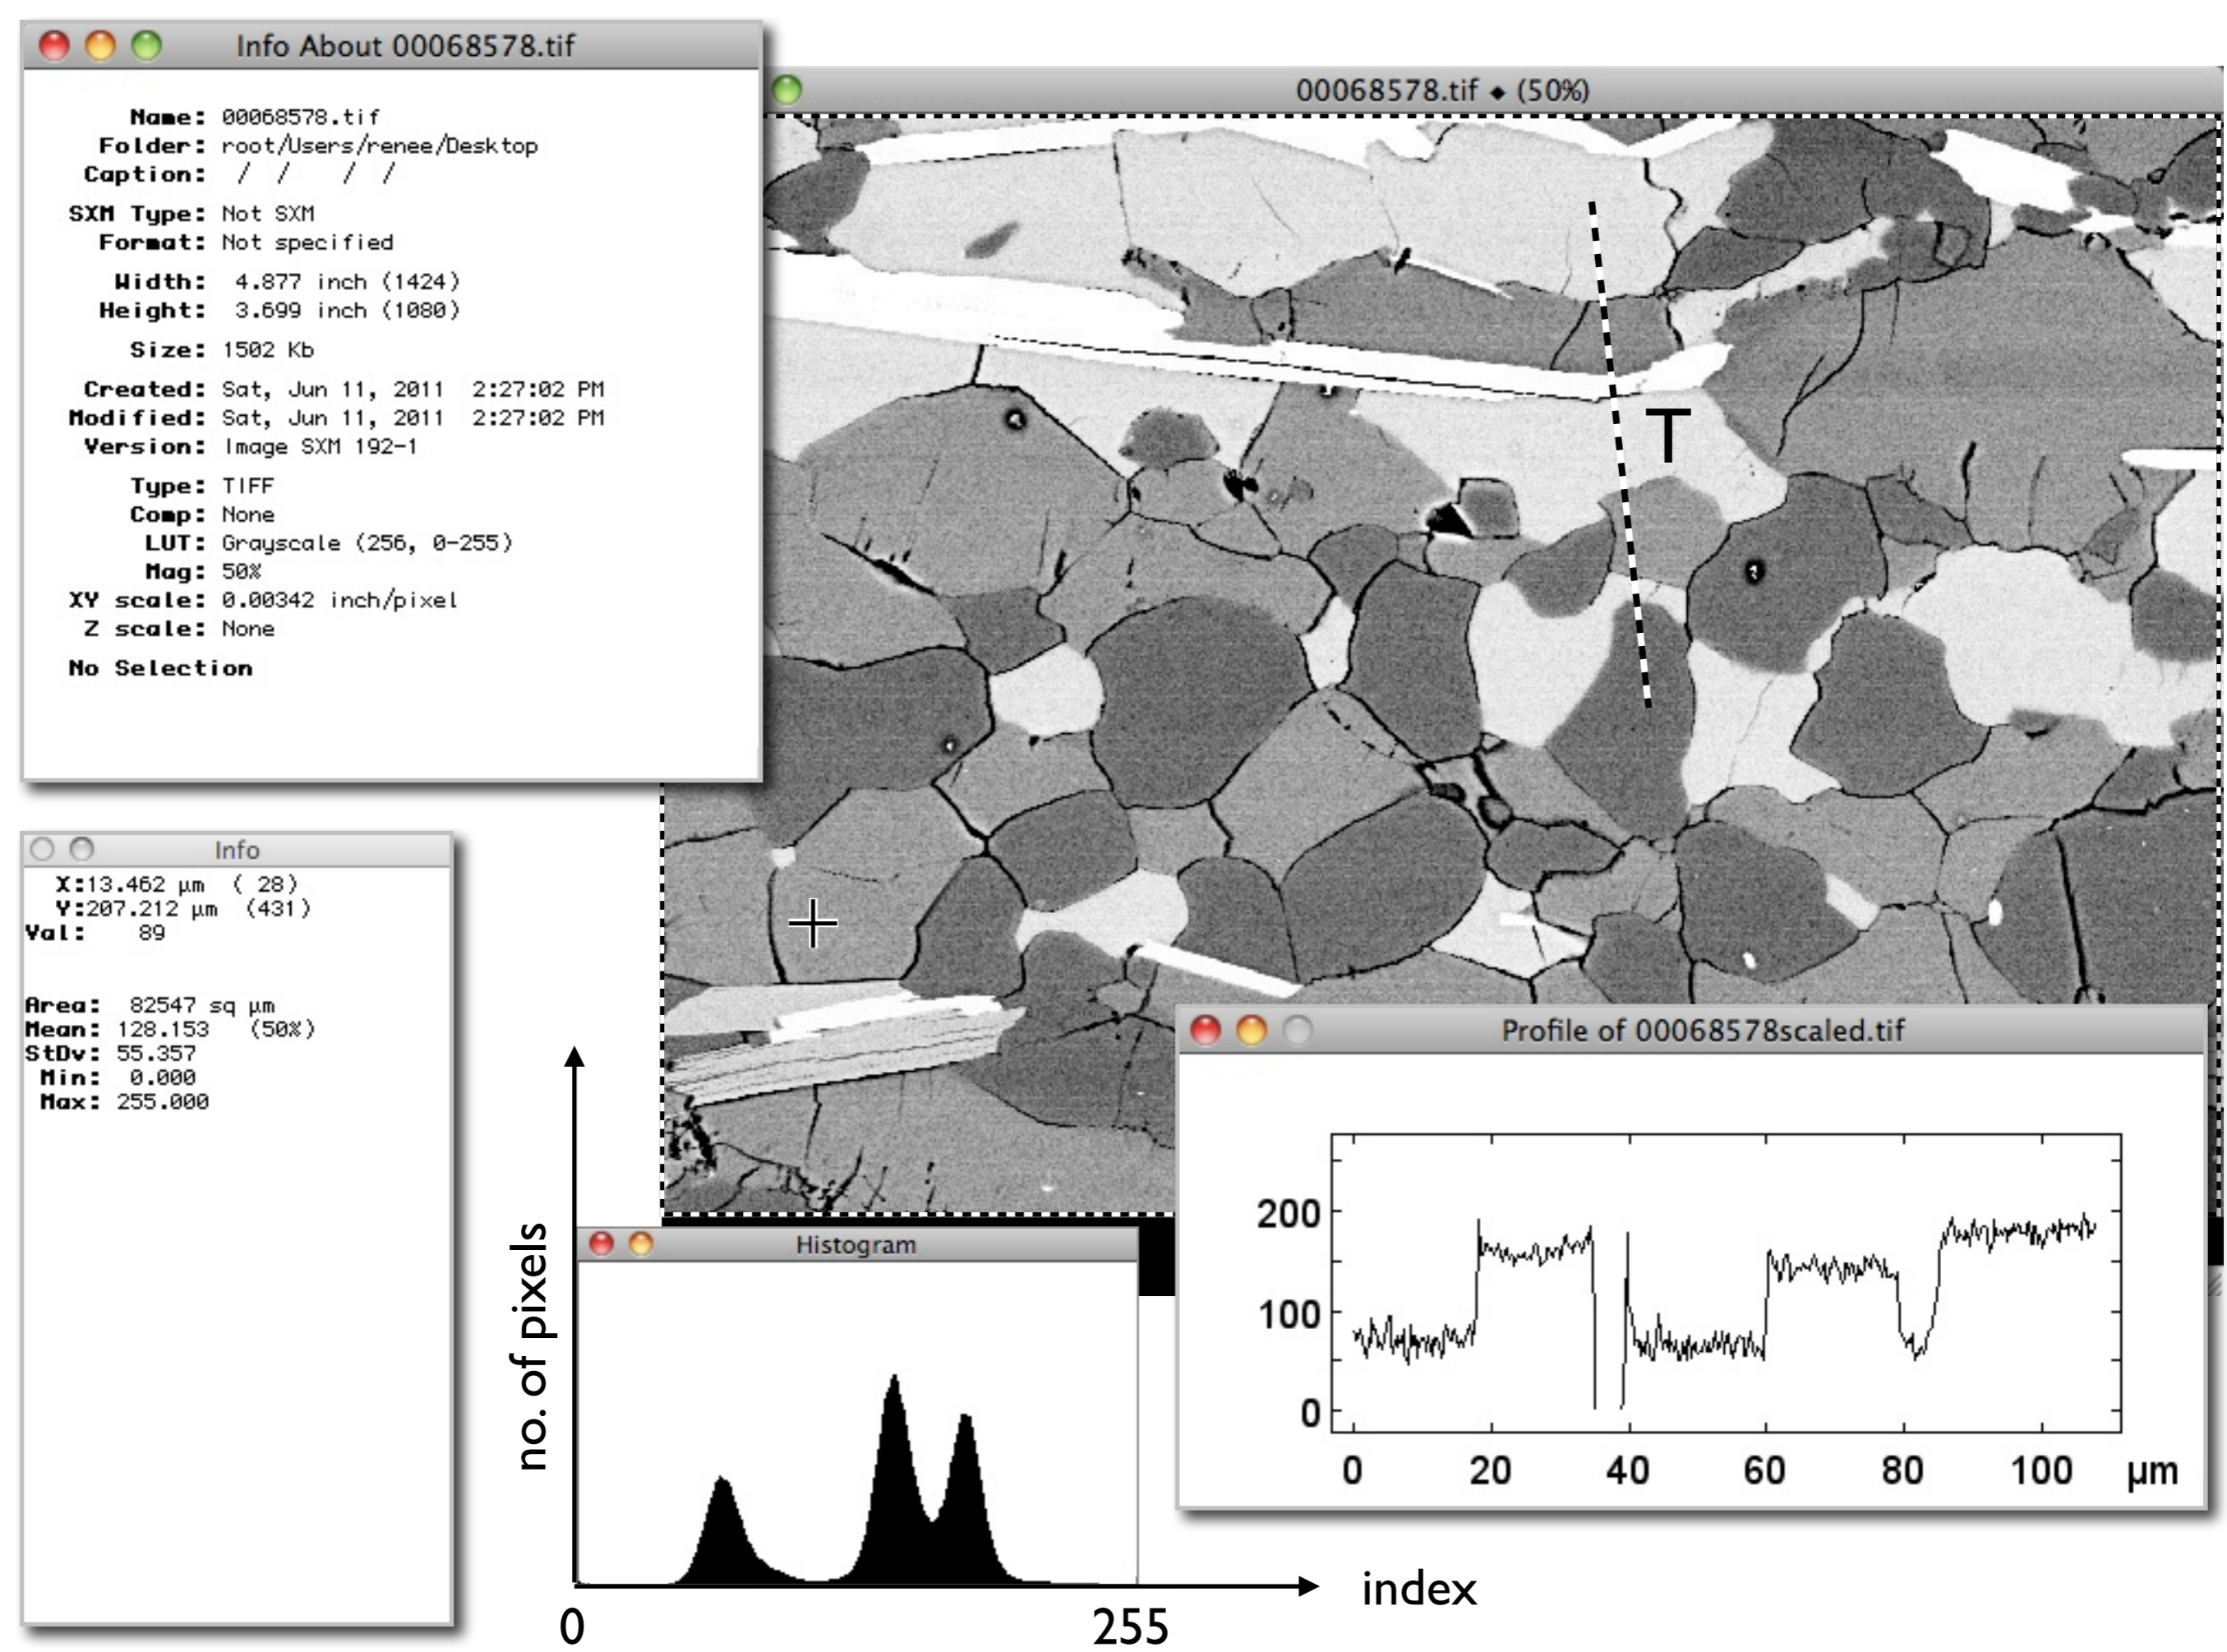 Info About 00068578.tif
Name: 00068578.tif
Folder: root/Users/renee/Desktop
Caption: / / / /
SXM Type: Not SXM
Format: Not specified
Width: 4.877 inch (1424)
Height: 3.699 inch (1080)
Size: 1502 Kb
Created: Sat, Jun 11, 2011 2:27:02 PM
Modified: Sat, Jun 11, 2011 2:27:02 PM
Version: Image SXM 192-1
Type: TIFF
Comp: None
LUT: Grayscale (256, 0-255)
Mag: 50%
XY scale: 0.00342 inch/pixel
Z scale: None
No Selection
00068578.tif ◆ (50%)
T
Info
X:13.462 µm ( 28)
Y:207.212 µm (431)
Val: 89
Area: 82547 sq µm
Mean: 128.153 (50%)
StDv: 55.357
Min: 0.000
Max: 255.000
no. of pixels
Histogram
0
255
index
Profile of 00068578scaled.tif
200
100
0
0 20 40 60 80 100 µm